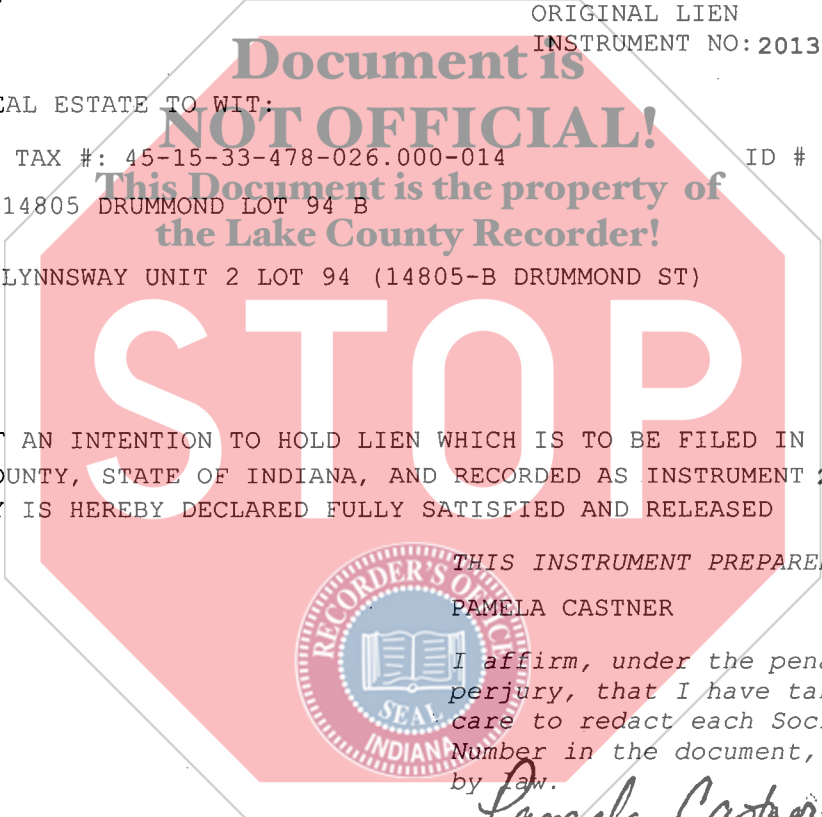 ORIGINAL LIEN
INSTRUMENT NO: 2013
Document is
EAL ESTATE TO WIT:
NOT OFFICIAL!
TAX #: 45-15-33-478-026.000-014 ID #
This Document is the property of
14805 DRUMMOND LOT 94 B
the Lake County Recorder!
LYNNSWAY UNIT 2 LOT 94 (14805-B DRUMMOND ST)
STOP
T AN INTENTION TO HOLD LIEN WHICH IS TO BE FILED IN
OUNTY, STATE OF INDIANA, AND RECORDED AS INSTRUMENT 2
Y IS HEREBY DECLARED FULLY SATISFIED AND RELEASED
THIS INSTRUMENT PREPARED
RECORDER'S OFFICE
PAMELA CASTNER
I affirm, under the pena
perjury, that I have ta
care to redact each Soc
SEAL
Number in the document,
INDIANA
by law.
Pamela Castner